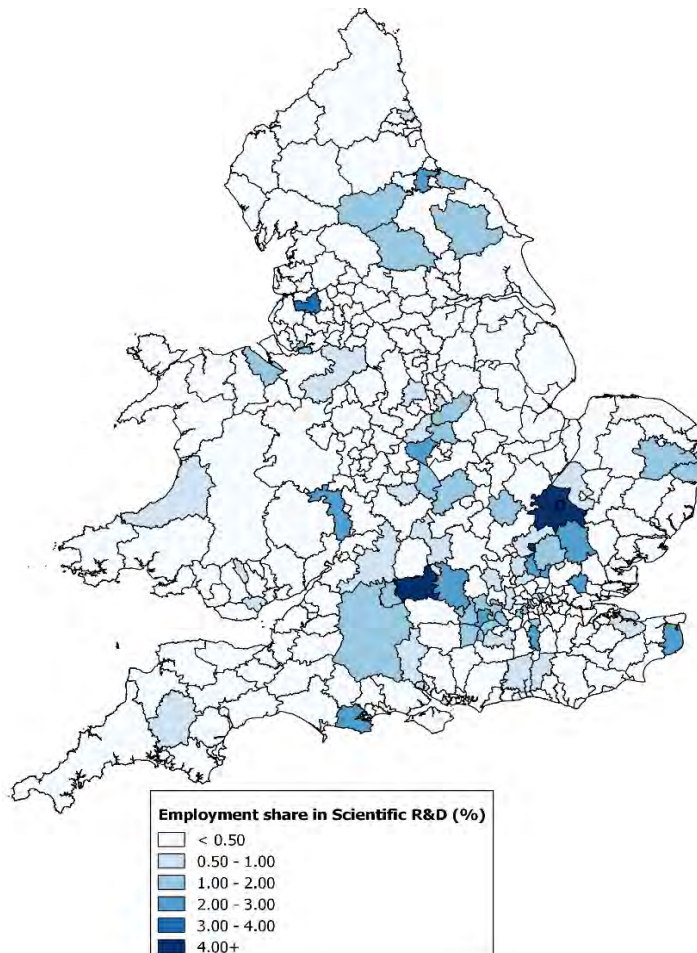 Employment share in Scientific R&D (%)
< 0.50
0.50 - 1.00
1.00 - 2.00
2.00 - 3.00
3.00 - 4.00
4.00+